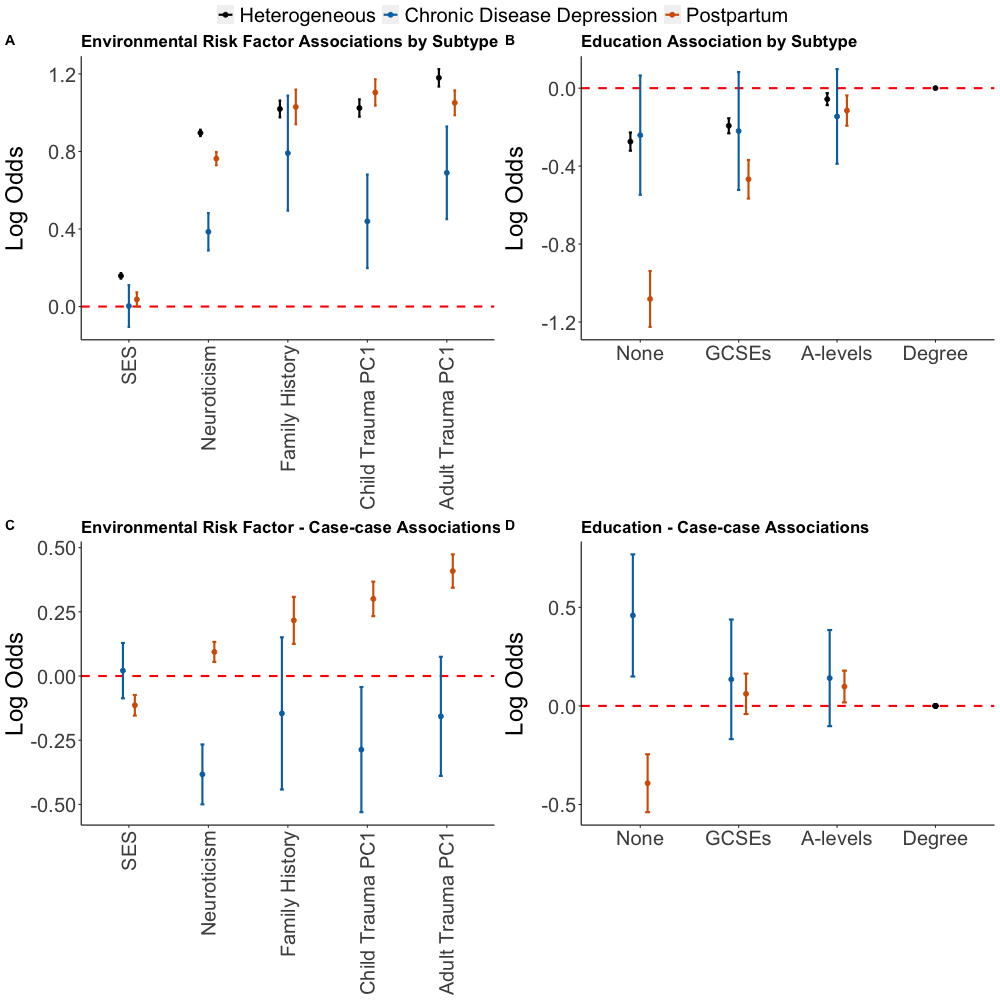 Heterogeneous Chronic Disease Depression Postpartum
A Environmental Risk Factor Associations by Subtype
Log Odds
1.2
0.8
0.4
0.0
SES
Neuroticism
Family History
Child Trauma PC1
Adult Trauma PC1
B Education Association by Subtype
Log Odds
0.0
-0.4
-0.8
-1.2
None GCSEs A-levels Degree
C Environmental Risk Factor - Case-case Associations
Log Odds
0.50
0.25
0.00
-0.25
-0.50
SES
Neuroticism
Family History
Child Trauma PC1
Adult Trauma PC1
D Education - Case-case Associations
Log Odds
0.5
0.0
-0.5
None GCSEs A-levels Degree